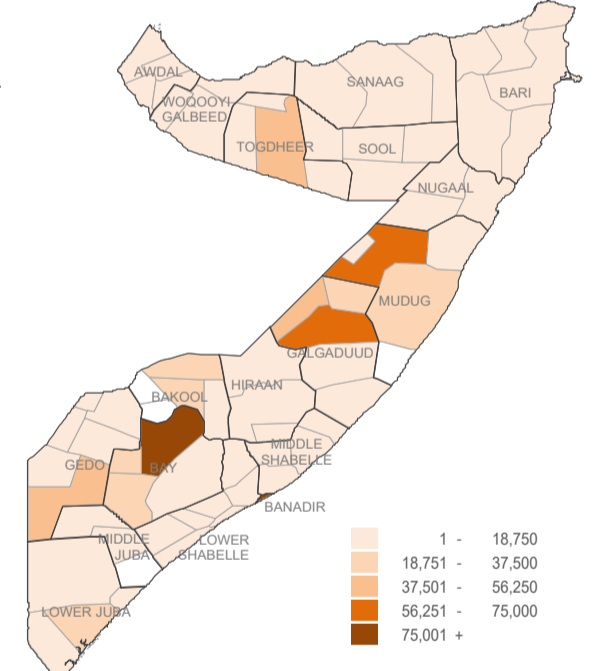 AWDAL
SANAAG
BARI
WOQOOYI
GALBEED
TOGDHEER
SOOL
NUGAAL
MUDUG
GALGADUUD
HIRAAN
BAKOOL
MIDDLE
SHABELLE
GEDO
BAY
BANADIR
MIDDLE
JUBA
LOWER
SHABELLE
LOWER JUBA
1 - 18,750
18,751 - 37,500
37,501 - 56,250
56,251 - 75,000
75,001 +